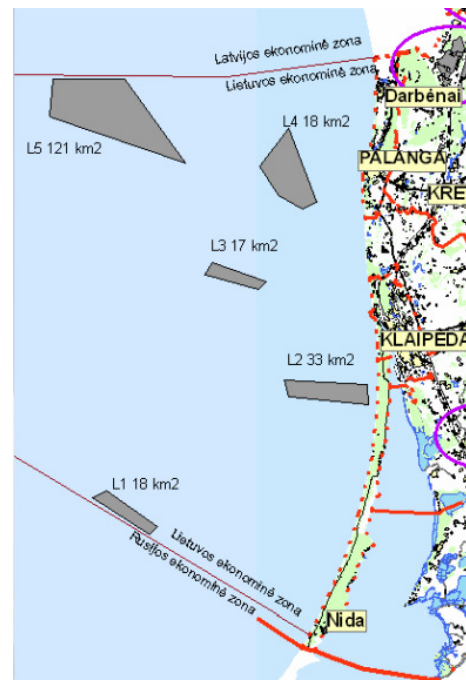 Latvijos ekonominė zona
Lietuvos ekonominė zona
Darbėnai
L4 18 km2
L5 121 km2
PALANGA
KRE
L3 17 km2
KLAIPĖDA
L2 33 km2
L1 18 km2
Lietuvos ekonominė zona
Rusijos ekonominė zona
Nida